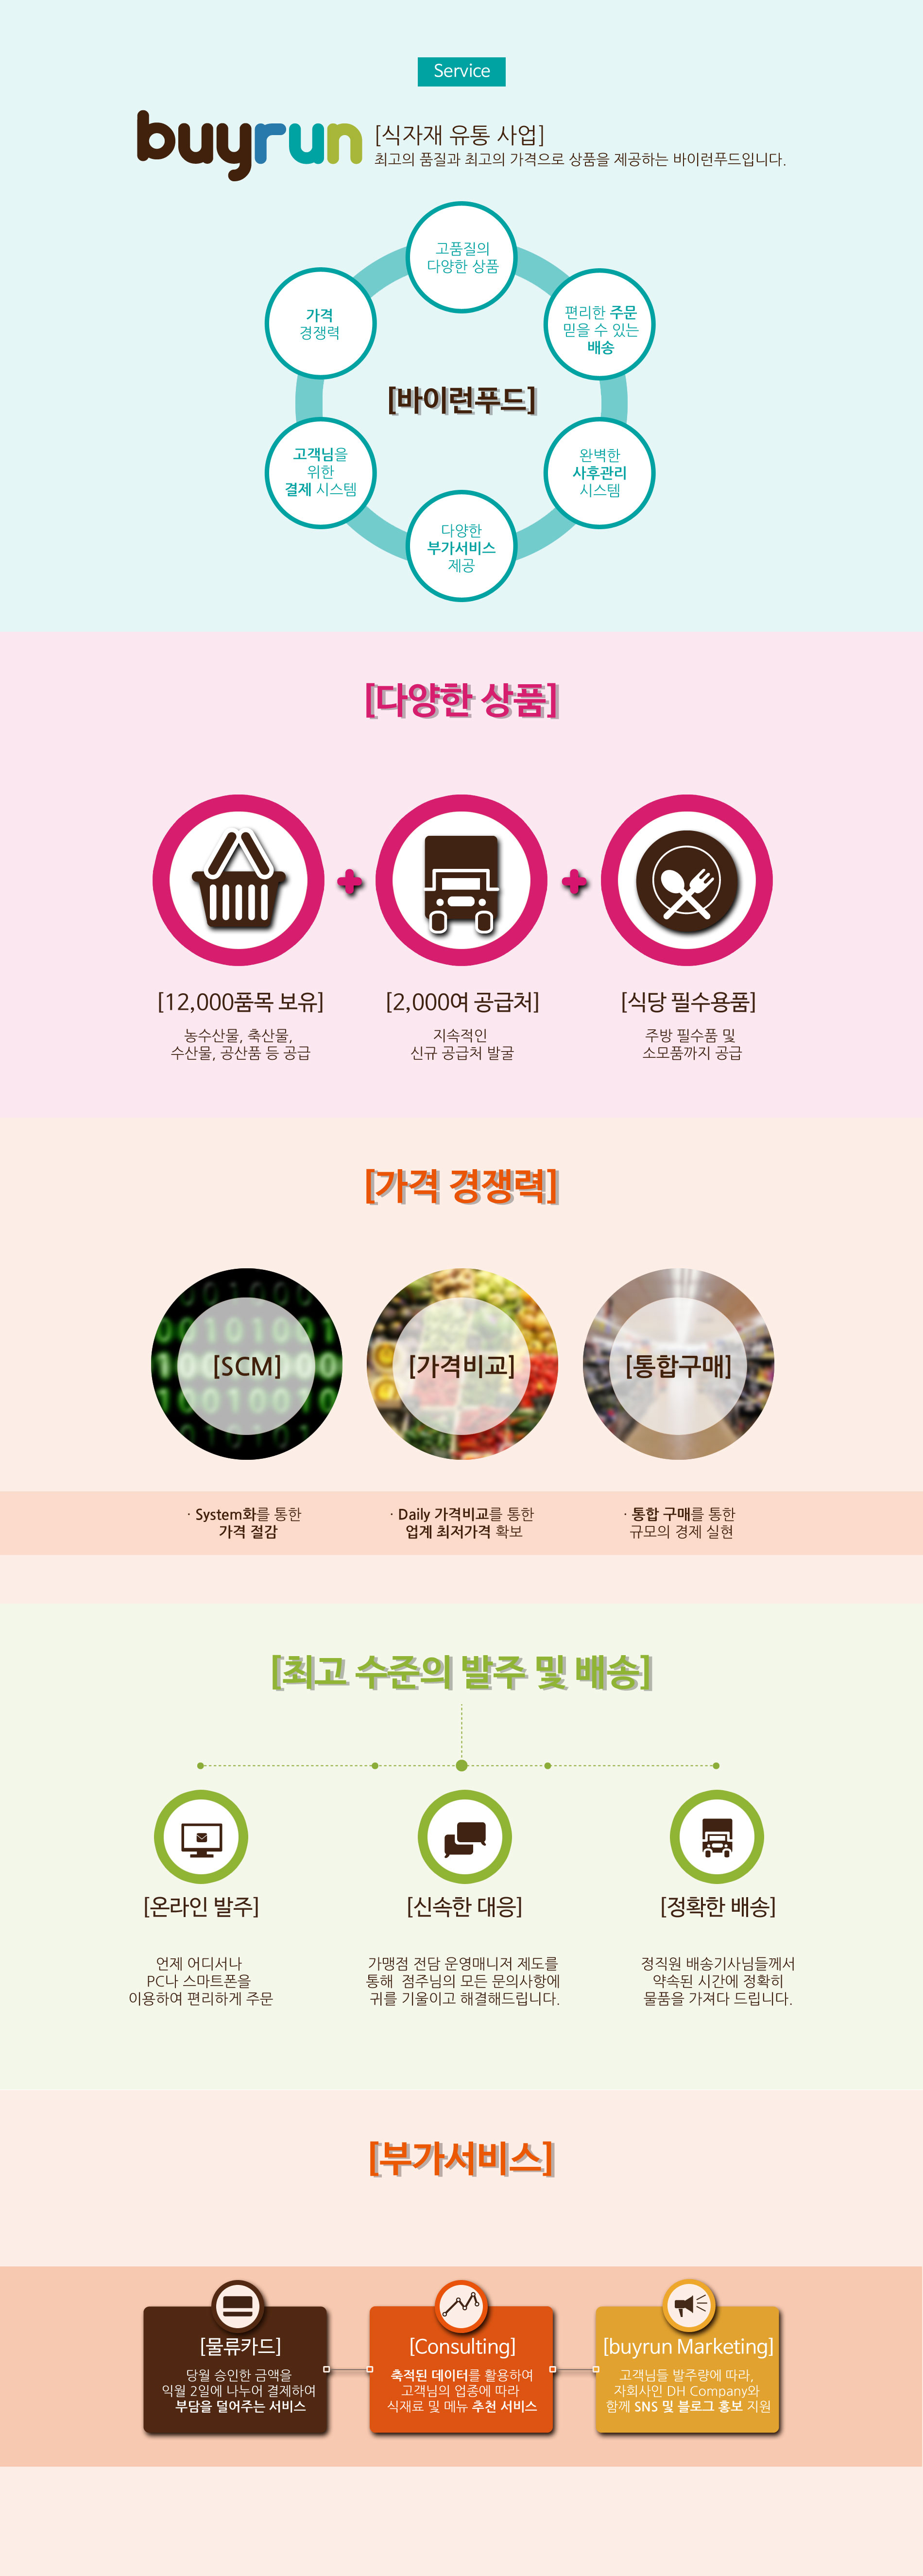 Service
buyrun
[식자재 유통 사업]
최고의 품질과 최고의 가격으로 상품을 제공하는 바이런푸드입니다.
고품질의
다양한 상품
가격
경쟁력
편리한 주문
믿을 수 있는
배송
[바이런푸드]
고객님을
위한
결제 시스템
완벽한
사후관리
시스템
다양한
부가서비스
제공
[다양한 상품]
[12,000품목 보유]
농수산물, 축산물,
수산물, 공산품 등 공급
[2,000여 공급처]
지속적인
신규 공급처 발굴
[식당 필수용품]
주방 필수품 및
소모품까지 공급
[가격 경쟁력]
[SCM]
[가격비교]
[통합구매]
· System화를 통한
가격 절감
· Daily 가격비교를 통한
업계 최저가격 확보
· 통합 구매를 통한
규모의 경제 실현
[최고 수준의 발주 및 배송]
[온라인 발주]
언제 어디서나
PC나 스마트폰을
이용하여 편리하게 주문
[신속한 대응]
가맹점 전담 운영매니저 제도를
통해 점주님의 모든 문의사항에
귀를 기울이고 해결해드립니다.
[정확한 배송]
정직원 배송기사님들께서
약속된 시간에 정확히
물품을 가져다 드립니다.
[부가서비스]
[물류카드]
당월 승인한 금액을
익월 2일에 나누어 결제하여
부담을 덜어주는 서비스
[Consulting]
축적된 데이터를 활용하여
고객님의 업종에 따라
식재료 및 메뉴 추천 서비스
[buyrun Marketing]
고객님들 발주량에 따라,
자회사인 DH Company와
함께 SNS 및 블로그 홍보 지원